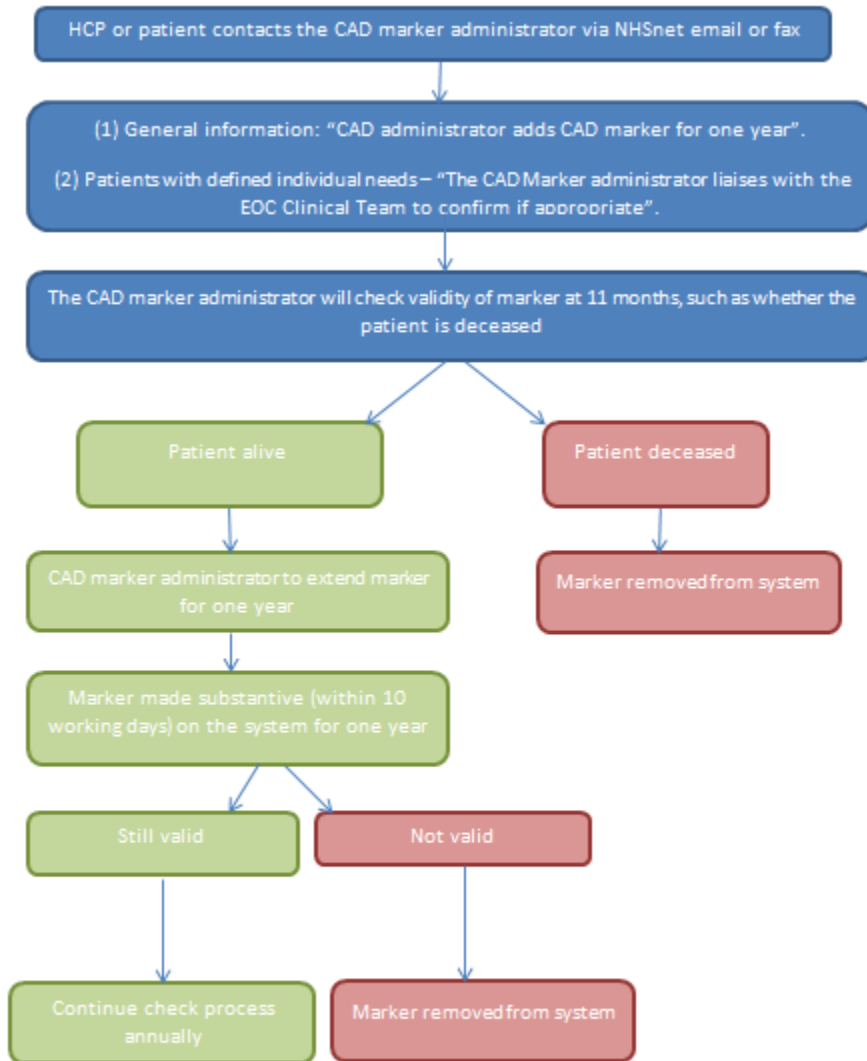 HCP or patient contacts the CAD marker administrator via NHSnet email or fax
(1) General information: “CAD administrator adds CAD marker for one year”.
(2) Patients with defined individual needs – “The CAD Marker administrator liaises with the
EOC Clinical Team to confirm if appropriate”.
The CAD marker administrator will check validity of marker at 11 months, such as whether the
patient is deceased
Patient alive
Patient deceased
CAD marker administrator to extend marker
for one year
Marker removed from system
Marker made substantive (within 10
working days) on the system for one year
Still valid
Not valid
Continue check process
annually
Marker removed from system